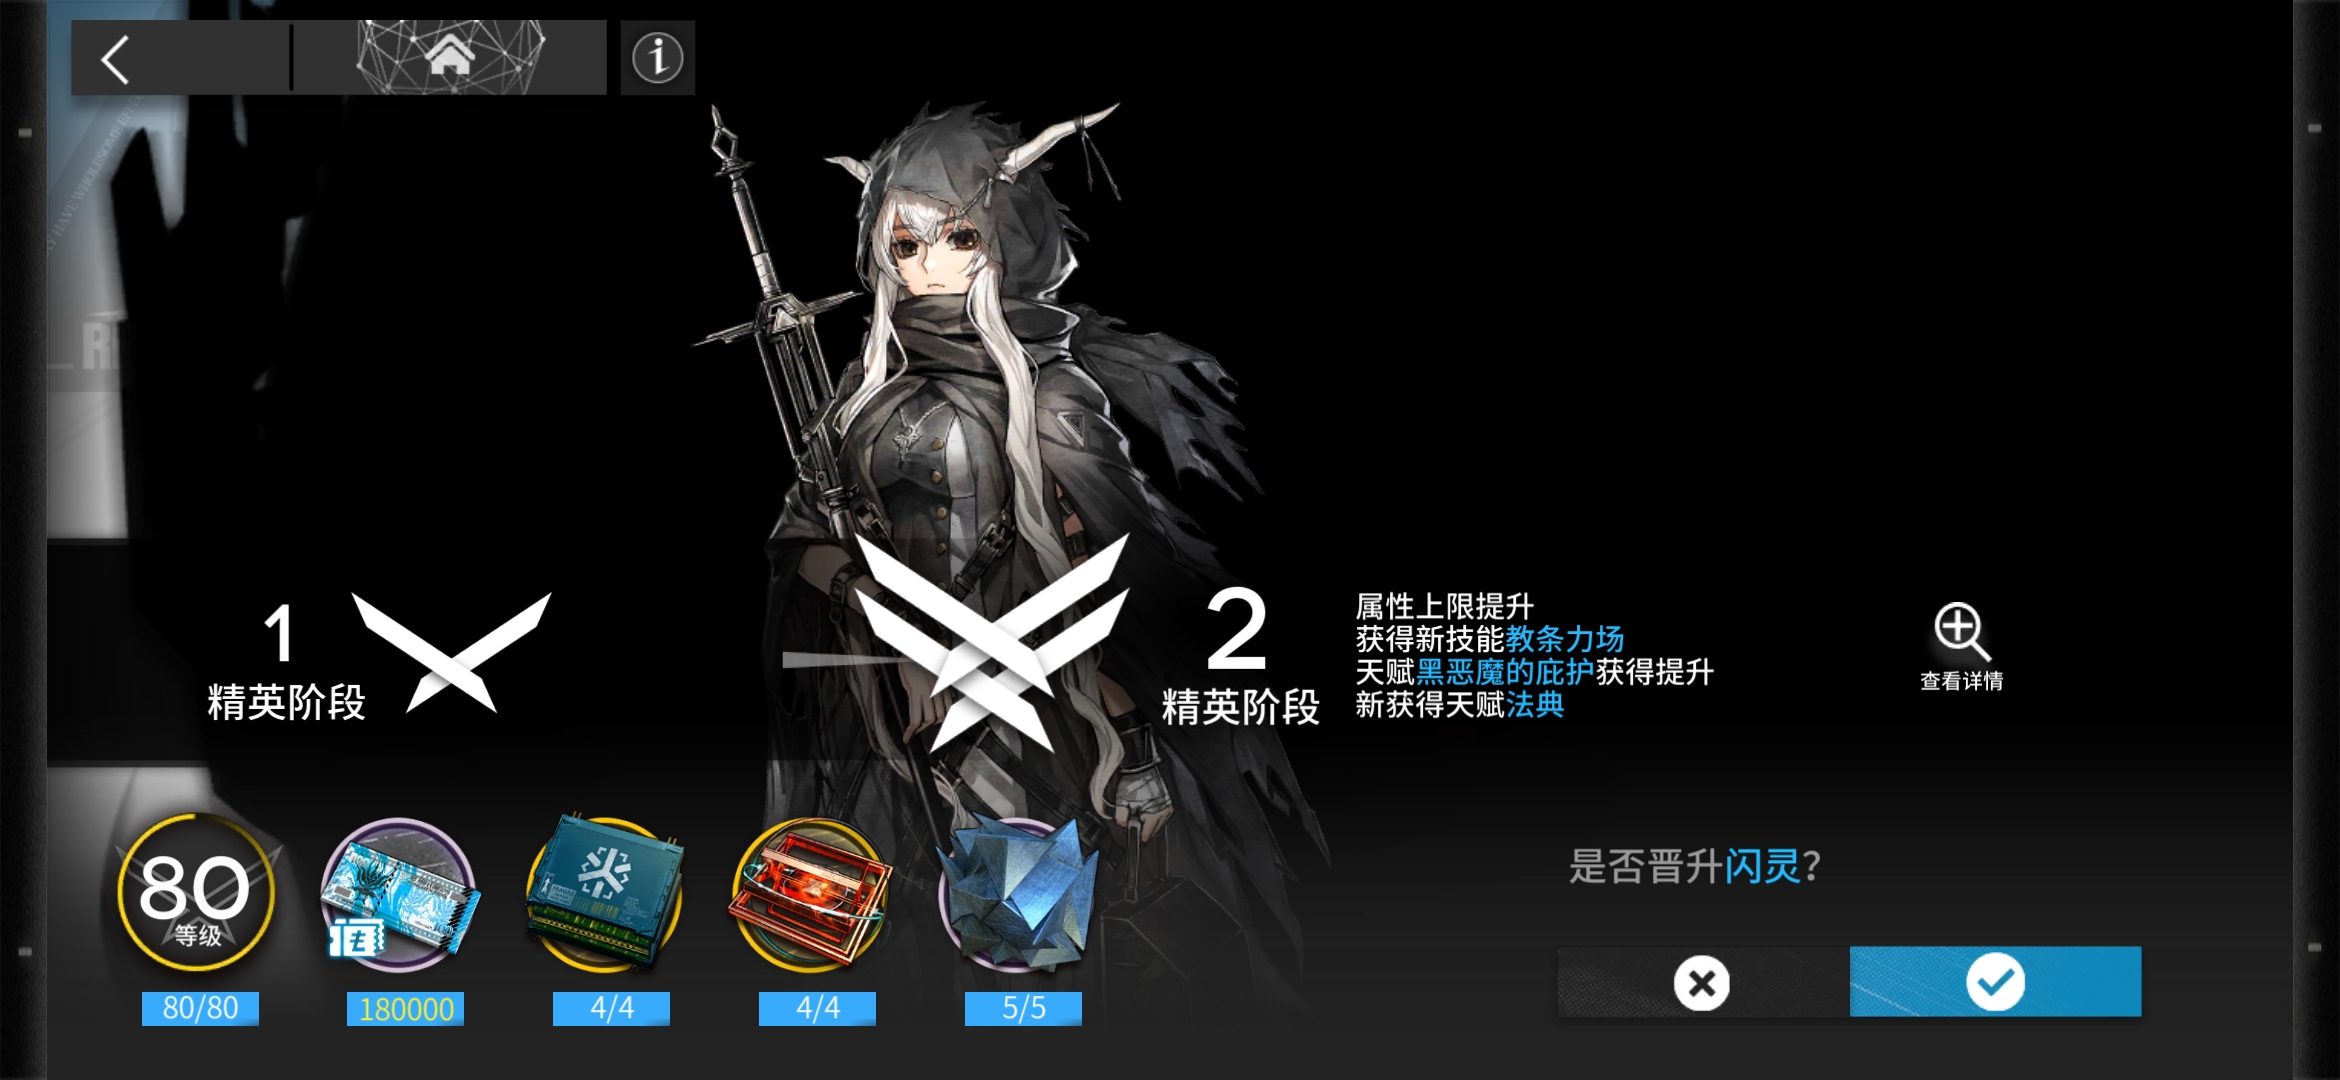 1
精英阶段
2
精英阶段
属性上限提升
获得新技能教条力场
天赋黑恶魔的庇护获得提升
新获得天赋法典
查看详情
80
等级
80/80
180000
4/4
4/4
5/5
是否晋升闪灵?